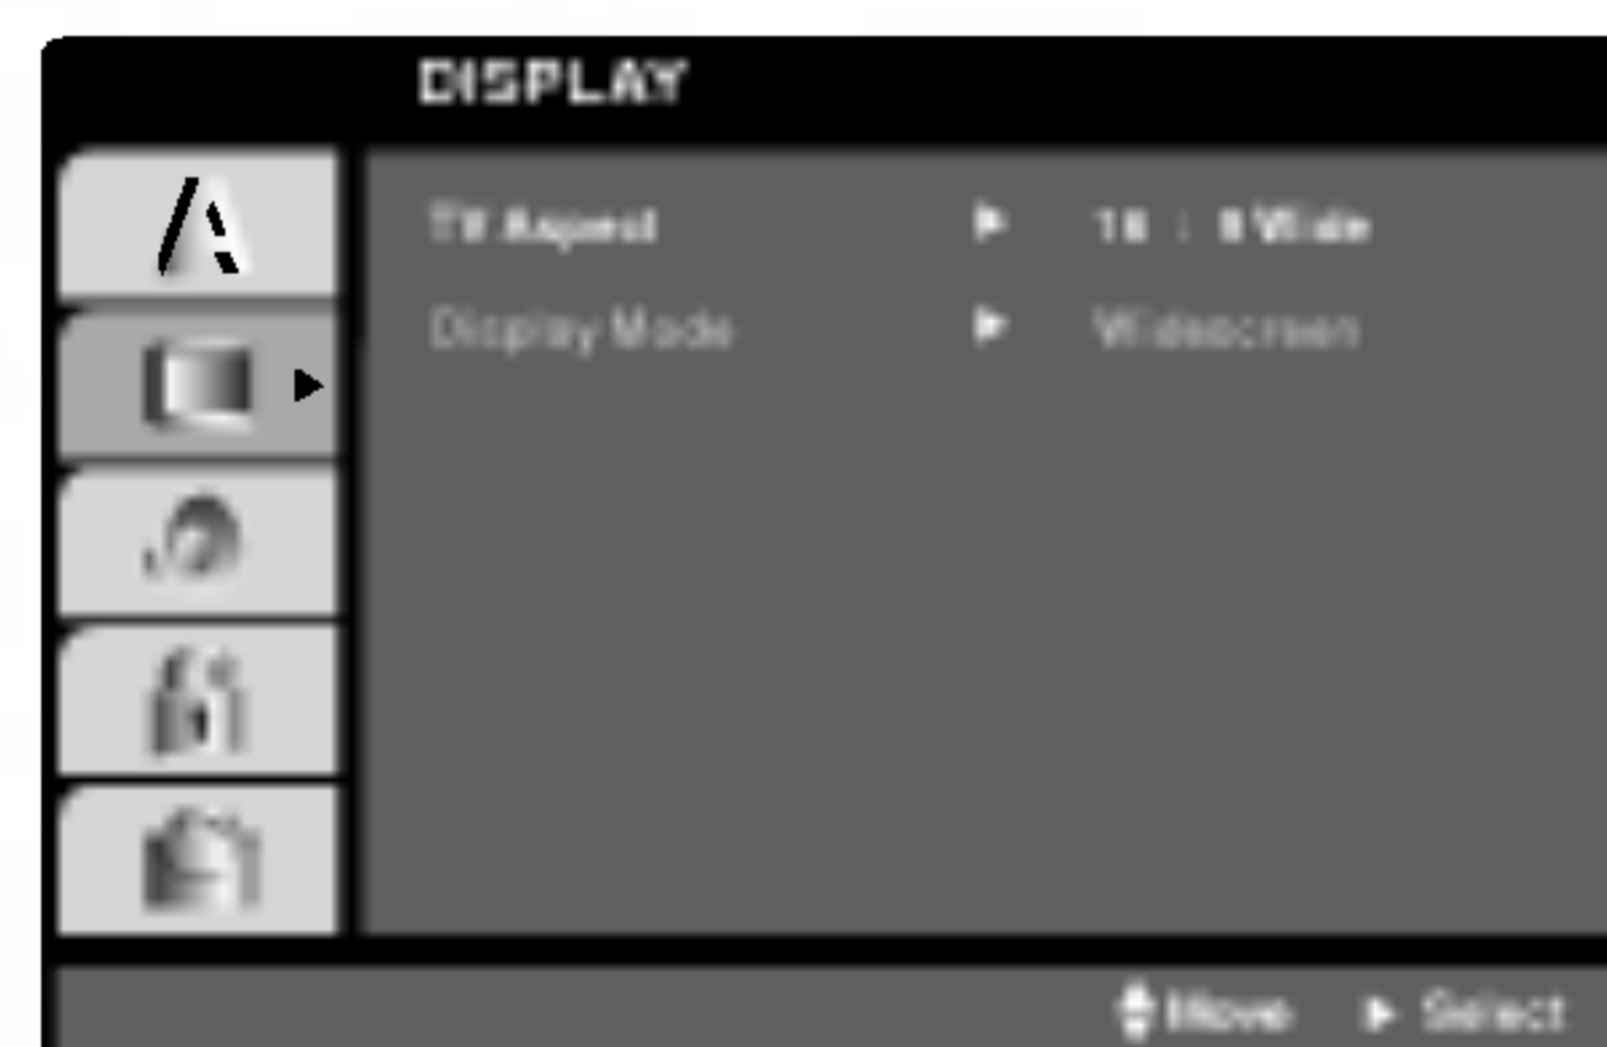 DISPLAY
TV Aspect ► 16 : 9 Wide
Display Mode ► Widescreen
Move ► Select